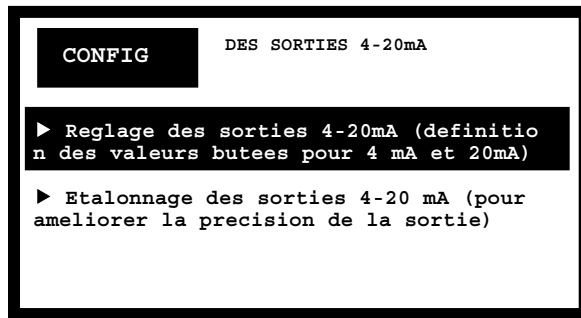 CONFIG
DES SORTIES 4-20mA
▶ Reglage des sorties 4-20mA (definitio
n des valeurs butees pour 4 mA et 20mA)
▶ Etalonnage des sorties 4-20 mA (pour
ameliorer la precision de la sortie)